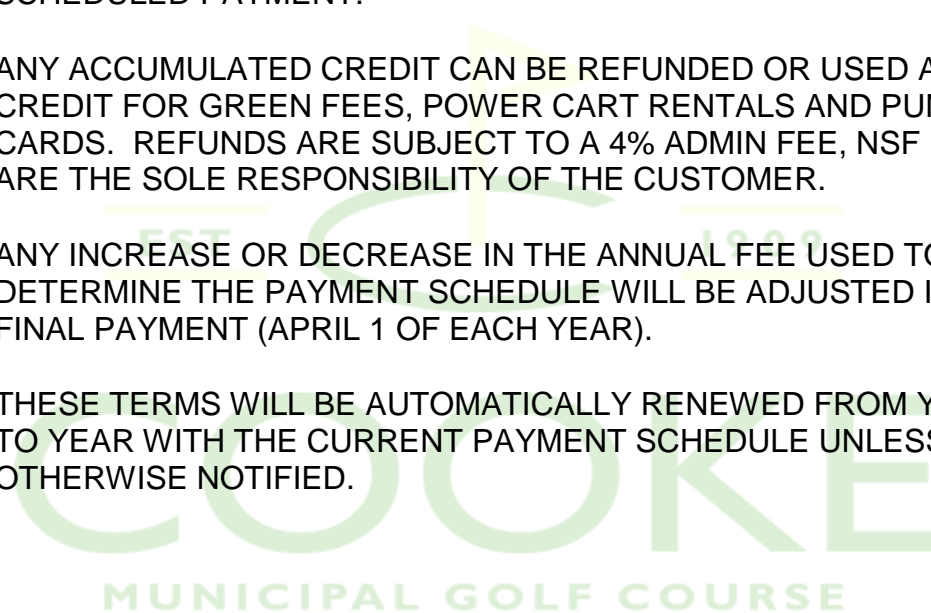 SCHEDULED PAYMENT.
ANY ACCUMULATED CREDIT CAN BE REFUNDED OR USED
CREDIT FOR GREEN FEES, POWER CART RENTALS AND
CARDS. REFUNDS ARE SUBJECT TO A 4% ADMIN FEE, NSF
ARE THE SOLE RESPONSIBILITY OF THE CUSTOMER.
EST 1909
ANY INCREASE OR DECREASE IN THE ANNUAL FEE USED TO
DETERMINE THE PAYMENT SCHEDULE WILL BE ADJUSTED
FINAL PAYMENT (APRIL 1 OF EACH YEAR).
THESE TERMS WILL BE AUTOMATICALLY RENEWED FROM
TO YEAR WITH THE CURRENT PAYMENT SCHEDULE UNLESS
OTHERWISE NOTIFIED.
COOKE
MUNICIPAL GOLF COURSE